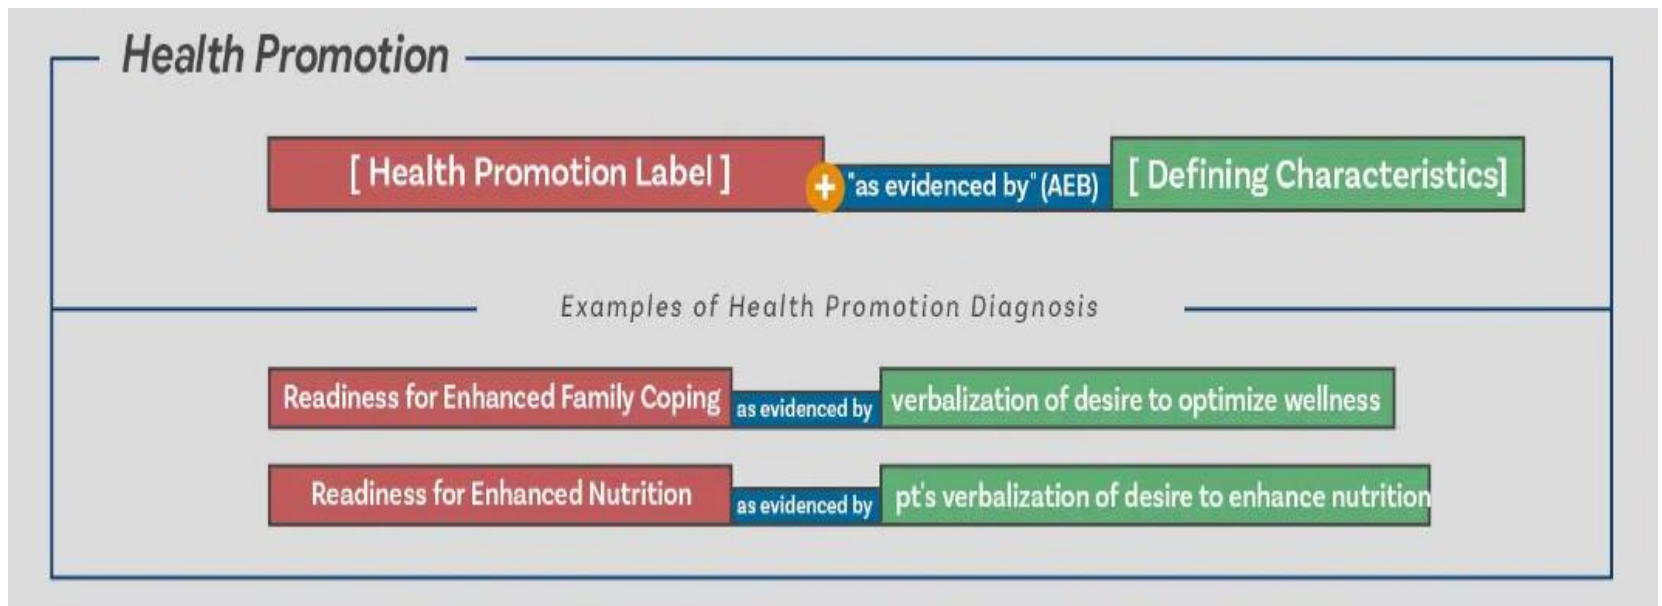 Health Promotion
[ Health Promotion Label ] + "as evidenced by" (AEB) [ Defining Characteristics]
Examples of Health Promotion Diagnosis
Readiness for Enhanced Family Coping as evidenced by verbalization of desire to optimize wellness
Readiness for Enhanced Nutrition as evidenced by pt's verbalization of desire to enhance nutrition